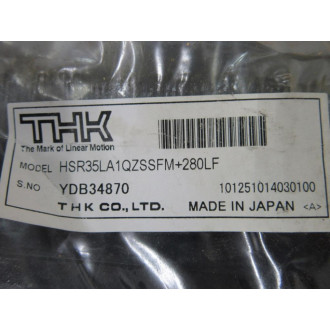 THK
The Mark of Linear Motion
MODEL HSR35LA1QZSSFM+280LF
S.NO YDB34870 101251014030100
THK CO., LTD. MADE IN JAPAN <A>